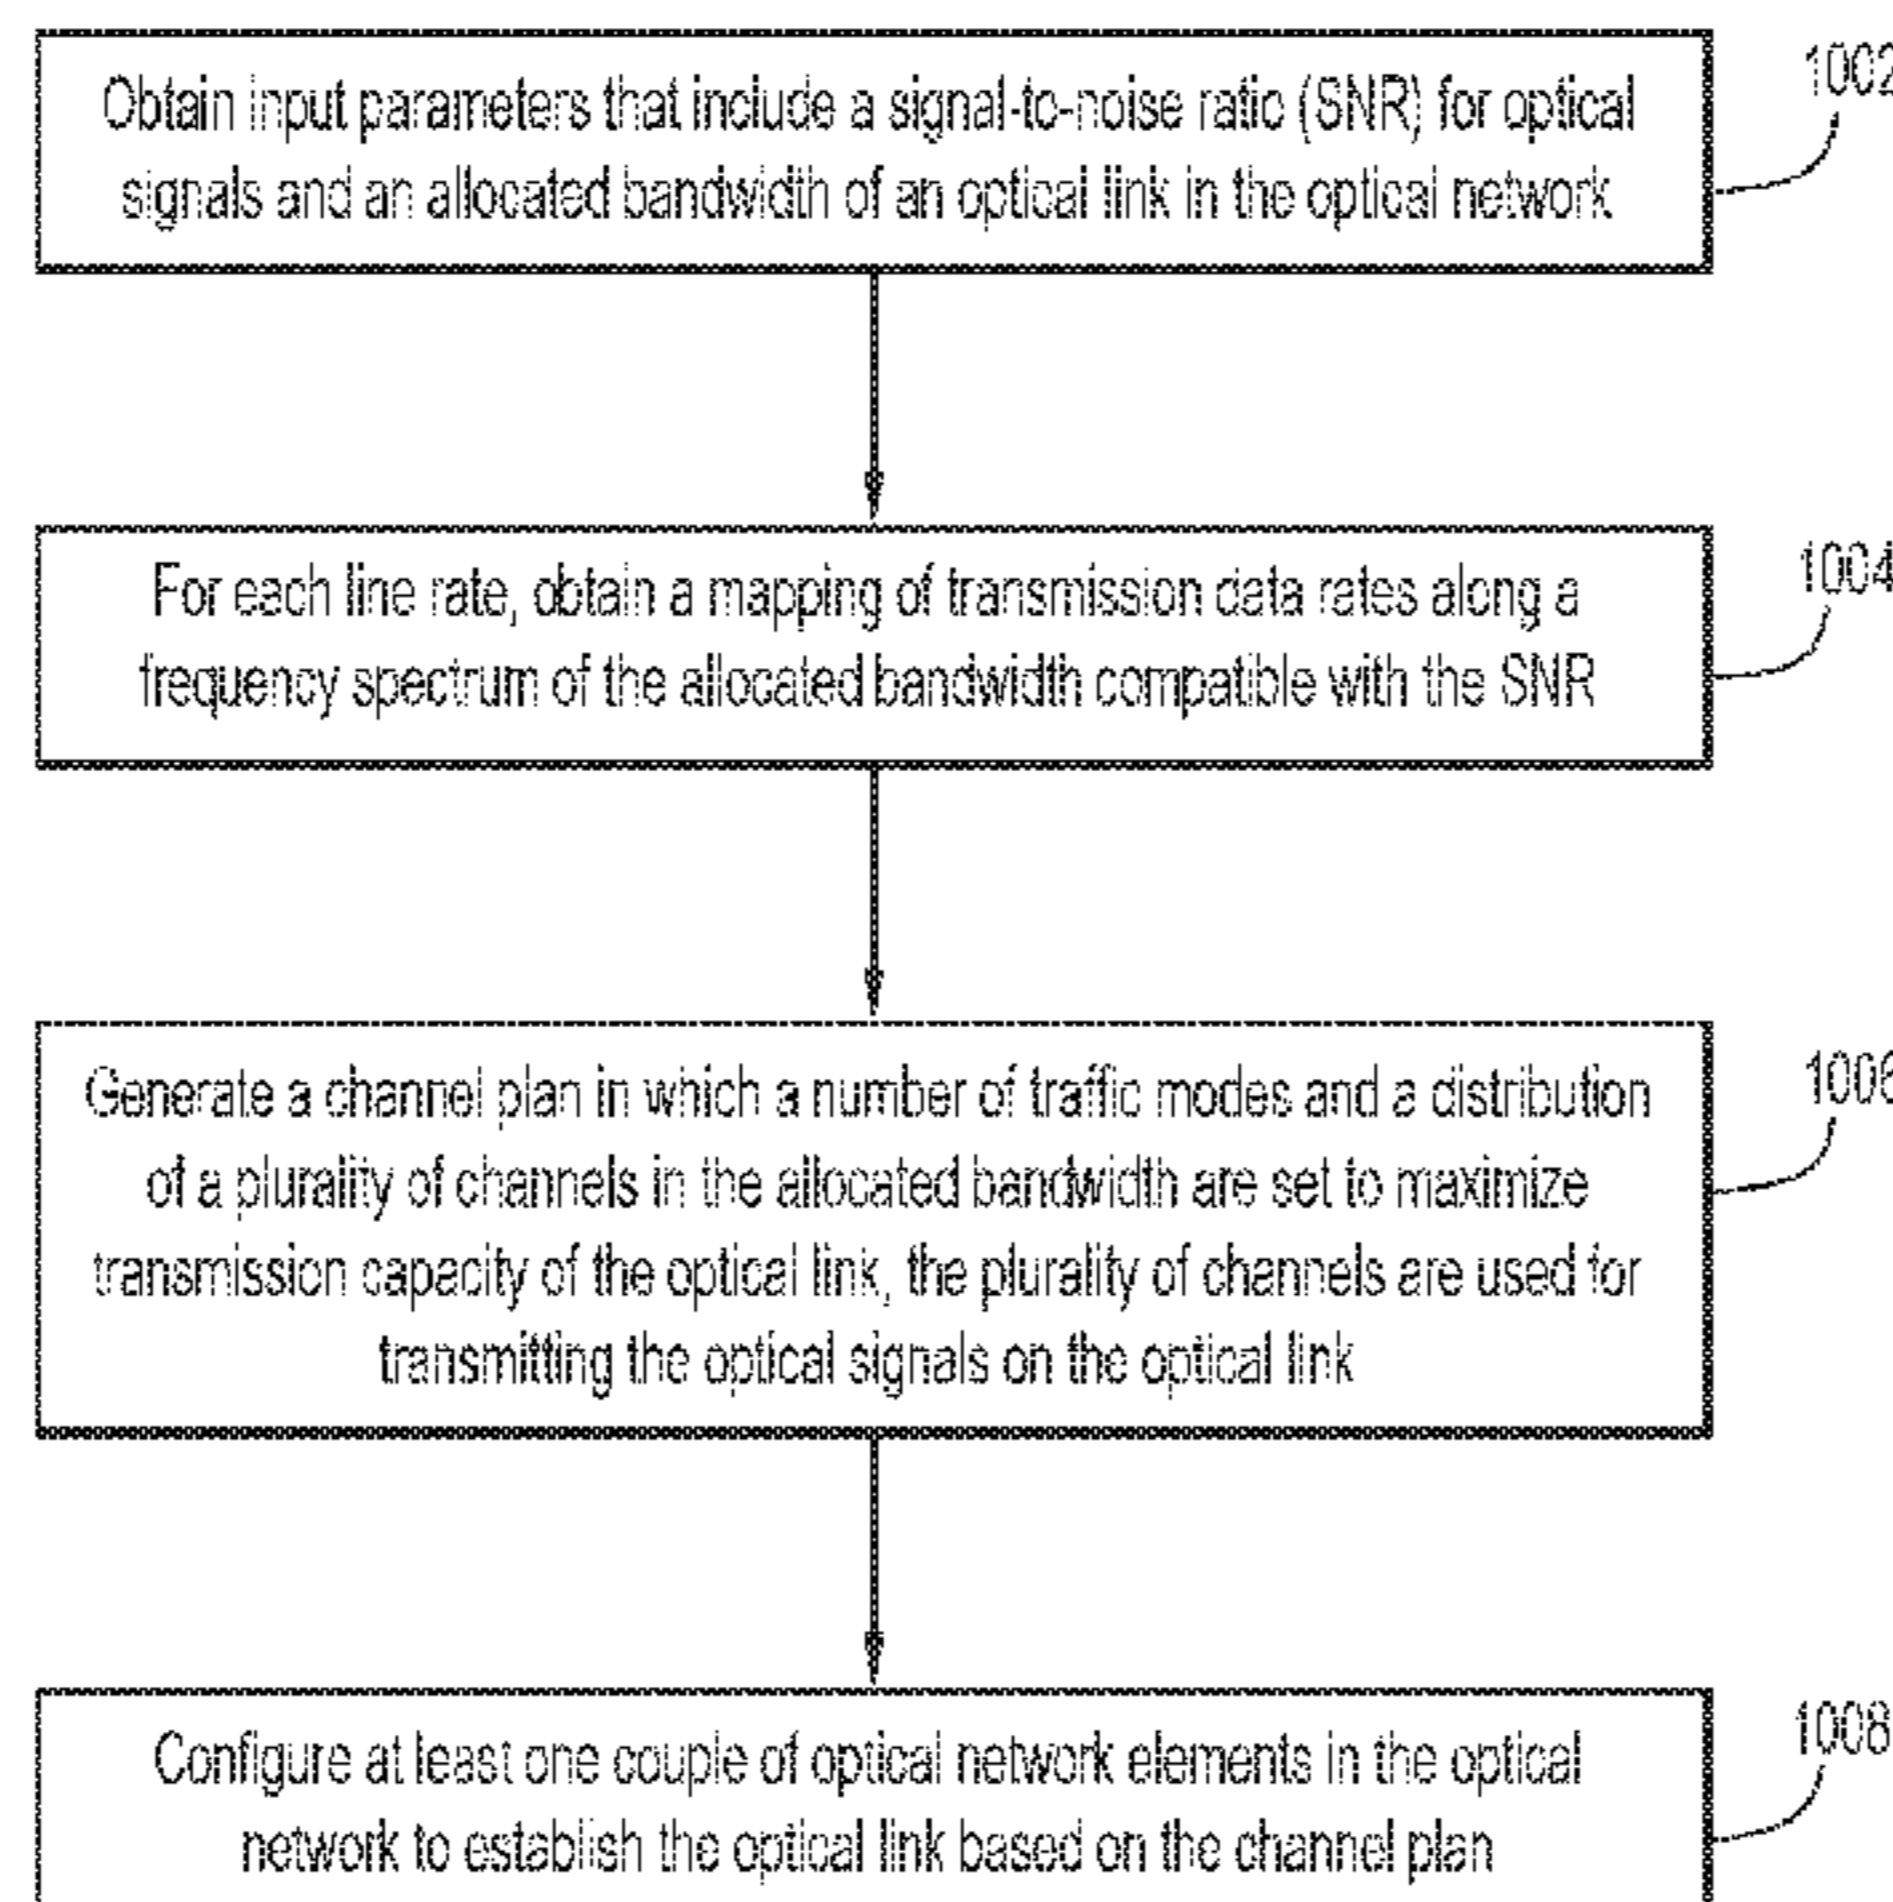 1002
Obtain input parameters that include a signal-to-noise ratio (SNR) for optical
signals and an allocated bandwidth of an optical link in the optical network
1004
For each line rate, obtain a mapping of transmission data rates along a
frequency spectrum of the allocated bandwidth compatible with the SNR
1006
Generate a channel plan in which a number of traffic modes and a distribution
of a plurality of channels in the allocated bandwidth are set to maximize
transmission capacity of the optical link, the plurality of channels are used for
transmitting the optical signals on the optical link
1008
Configure at least one couple of optical network elements in the optical
network to establish the optical link based on the channel plan